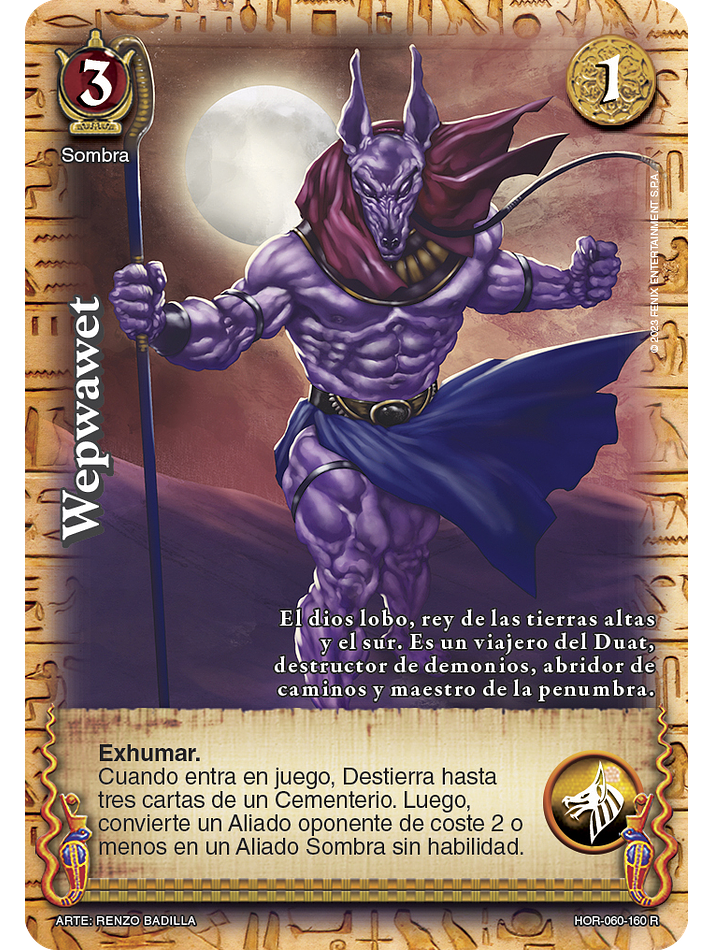 3
1
Sombra
© 2023 FENIX ENTERTAINMENT S.P.A.
Wepwawet
El dios lobo, rey de las tierras altas
y el sur. Es un viajero del Duat,
destructor de demonios, abridor de
caminos y maestro de la penumbra.
Exhumar.
Cuando entra en juego, Destierra hasta
tres cartas de un Cementerio. Luego,
convierte un Aliado oponente de coste 2 o
menos en un Aliado Sombra sin habilidad.
ARTE: RENZO BADILLA
HOR-060-160 R